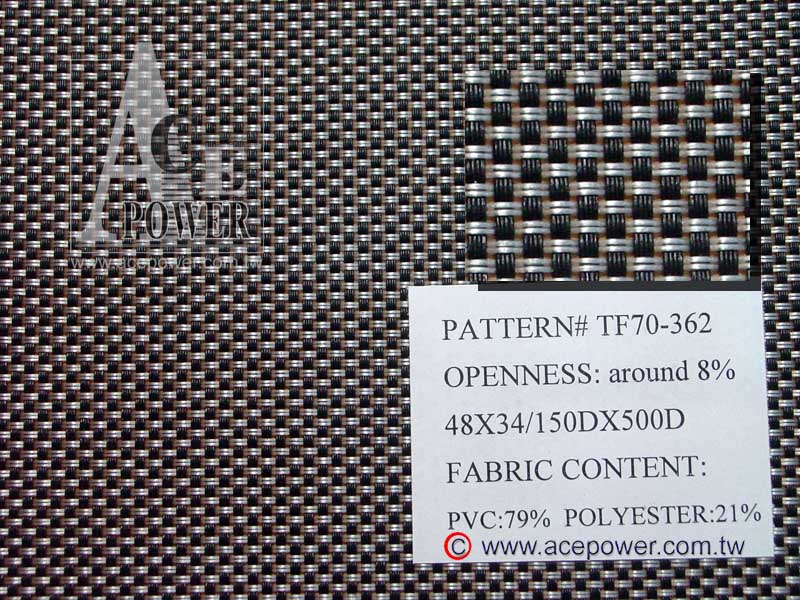 ACE
POWER
www.acepower.com.tw
PATTERN# TF70-362
OPENNESS: around 8%
48X34/150DX500D
FABRIC CONTENT:
PVC:79% POLYESTER:21%
© www.acepower.com.tw